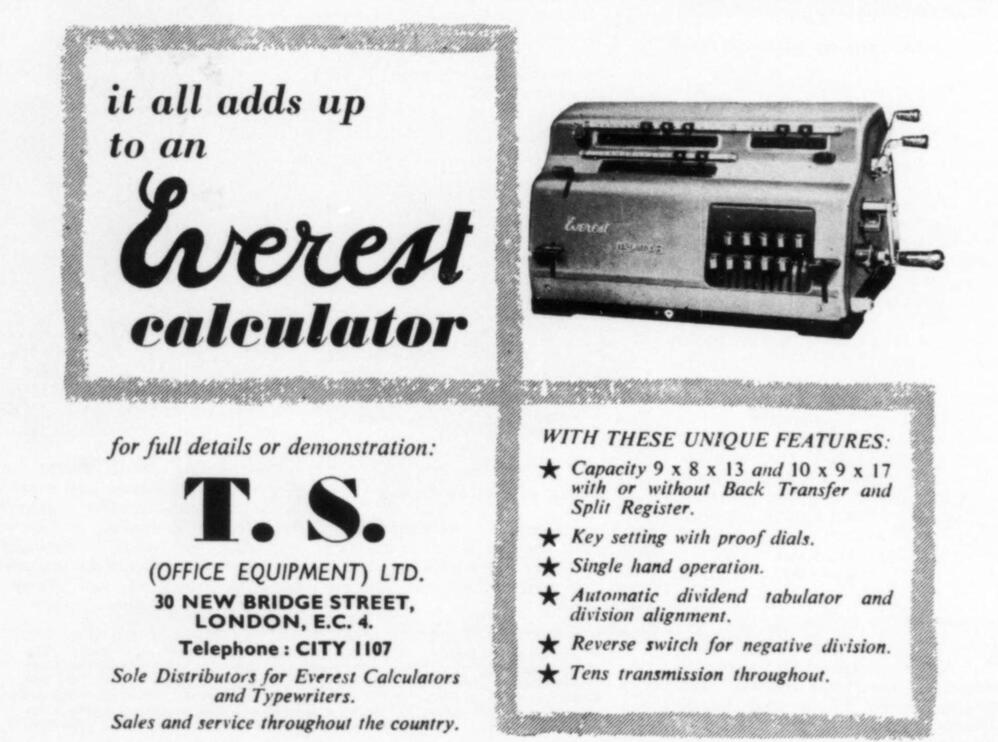 it all adds up
to an
Everest
calculator
Everest
for full details or demonstration:
T. S.
(OFFICE EQUIPMENT) LTD.
30 NEW BRIDGE STREET,
LONDON, E.C. 4.
Telephone : CITY 1107
Sole Distributors for Everest Calculators
and Typewriters.
Sales and service throughout the country.
WITH THESE UNIQUE FEATURES:
★ Capacity 9 x 8 x 13 and 10 x 9 x 17
with or without Back Transfer and
Split Register.
★ Key setting with proof dials.
★ Single hand operation.
★ Automatic dividend tabulator and
division alignment.
★ Reverse switch for negative division.
★ Tens transmission throughout.